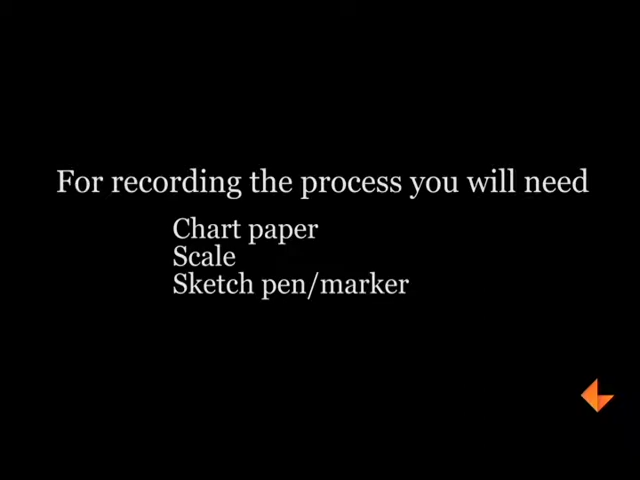 For recording the process you will need
Chart paper
Scale
Sketch pen/marker